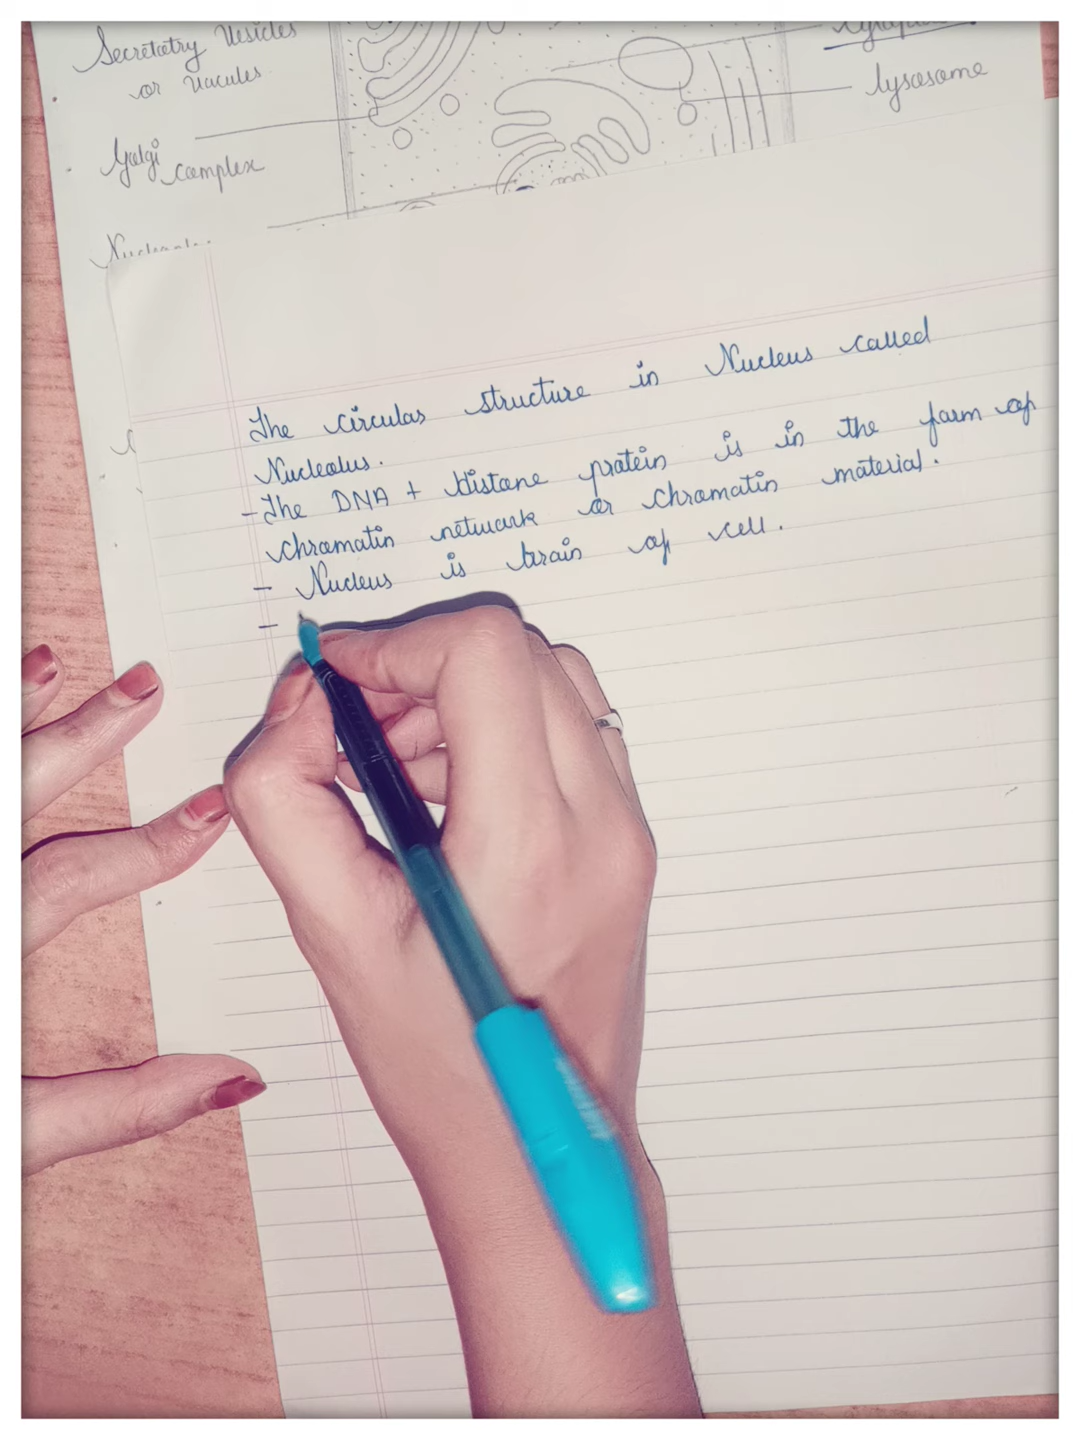 Secretatry Vesicles
or Vacules
Golgi
complex
lysosome
The circular structure in Nucleus called
Nucleolus.
- The DNA + Histone protein is in the form of
chromatin network or chromatin material.
- Nucleus is brain of cell.
-